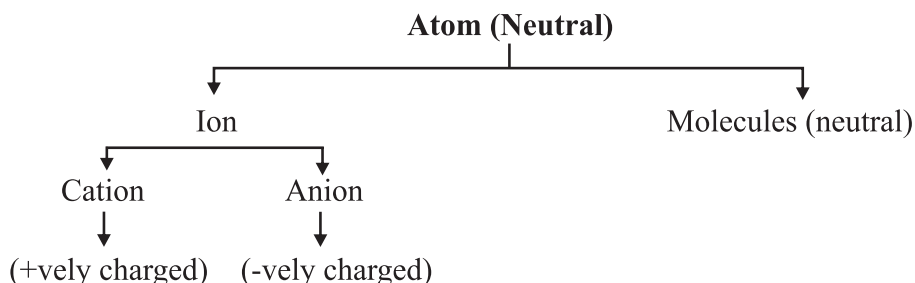 Atom (Neutral)
Ion Molecules (neutral)
Cation Anion
(+vely charged) (-vely charged)